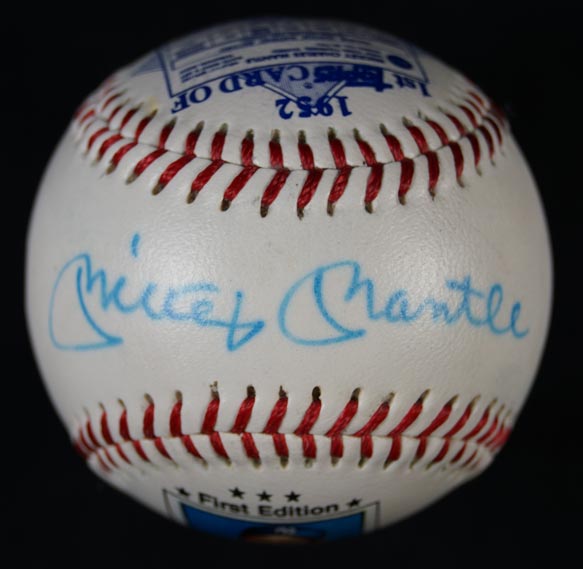 1st Topps CARD OF
1952
Mickey Mantle
★ ★ ★
★ First Edition ★